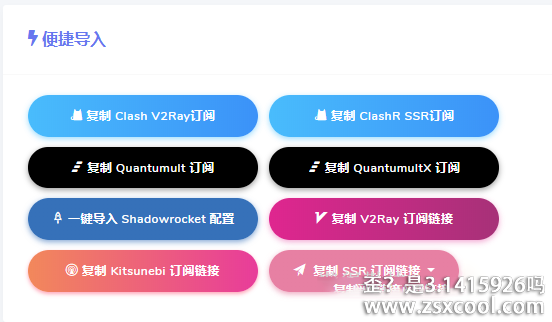 便捷导入
复制 Clash V2Ray订阅
复制 ClashR SSR订阅
复制 Quantumult 订阅
复制 QuantumultX 订阅
一键导入 Shadowrocket 配置
复制 V2Ray 订阅链接
复制 Kitsunebi 订阅链接
复制 SSR 订阅链接
歪？是3.1415926吗
www.zsxcool.com